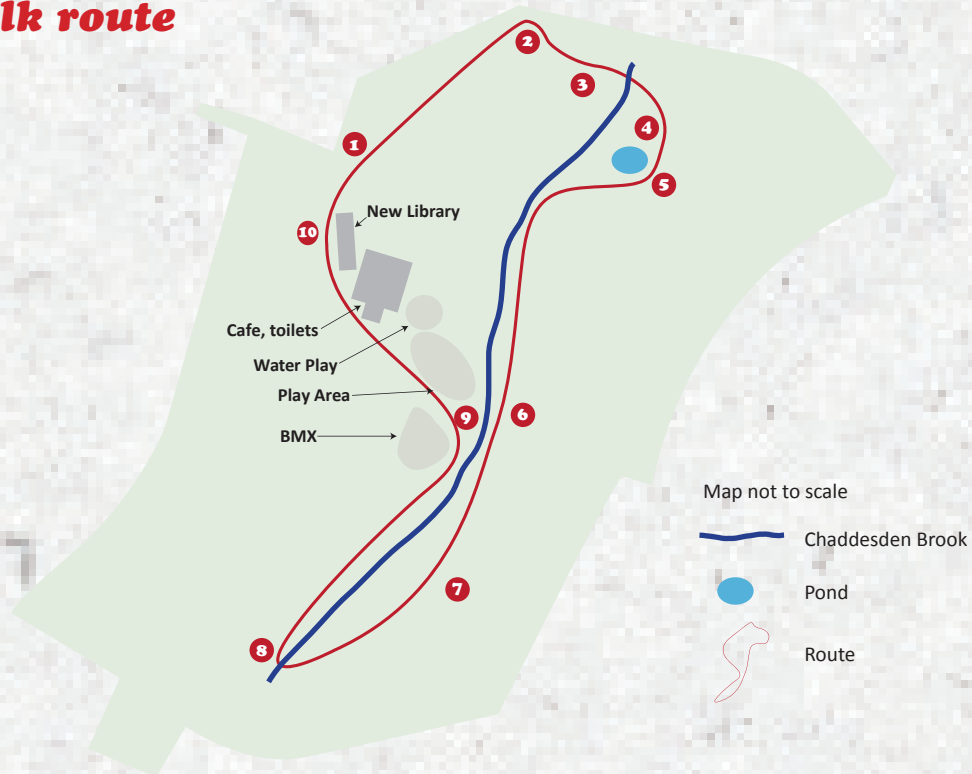 lk route
2
3
1
4
5
New Library
10
Cafe, toilets
Water Play
Play Area
9
6
BMX
Map not to scale
Chaddesden Brook
7
Pond
8
Route